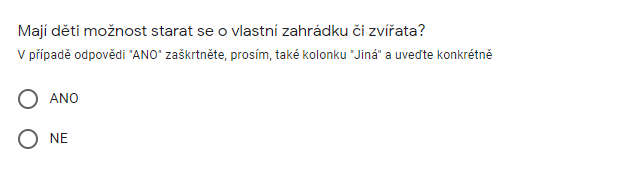 Mají děti možnost starat se o vlastní zahrádku či zvířata?
V případě odpovědi "ANO" zaškrtněte, prosím, také kolonku "Jiná" a uveďte konkrétně
ANO
NE